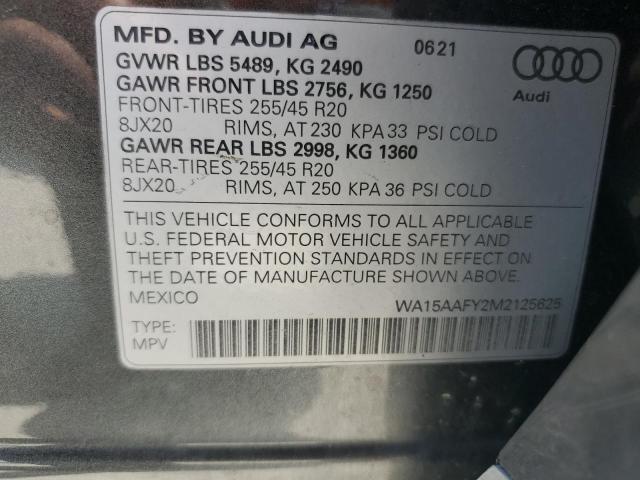 MFD. BY AUDI AG 0621
GVWR LBS 5489, KG 2490
GAWR FRONT LBS 2756, KG 1250
Audi
FRONT-TIRES 255/45 R20
8JX20 RIMS, AT 230 KPA 33 PSI COLD
GAWR REAR LBS 2998, KG 1360
REAR-TIRES 255/45 R20
8JX20 RIMS, AT 250 KPA 36 PSI COLD
THIS VEHICLE CONFORMS TO ALL APPLICABLE
U.S. FEDERAL MOTOR VEHICLE SAFETY AND
THEFT PREVENTION STANDARDS IN EFFECT ON
THE DATE OF MANUFACTURE SHOWN ABOVE.
MEXICO WA15AAFY2M2125625
TYPE:
MPV